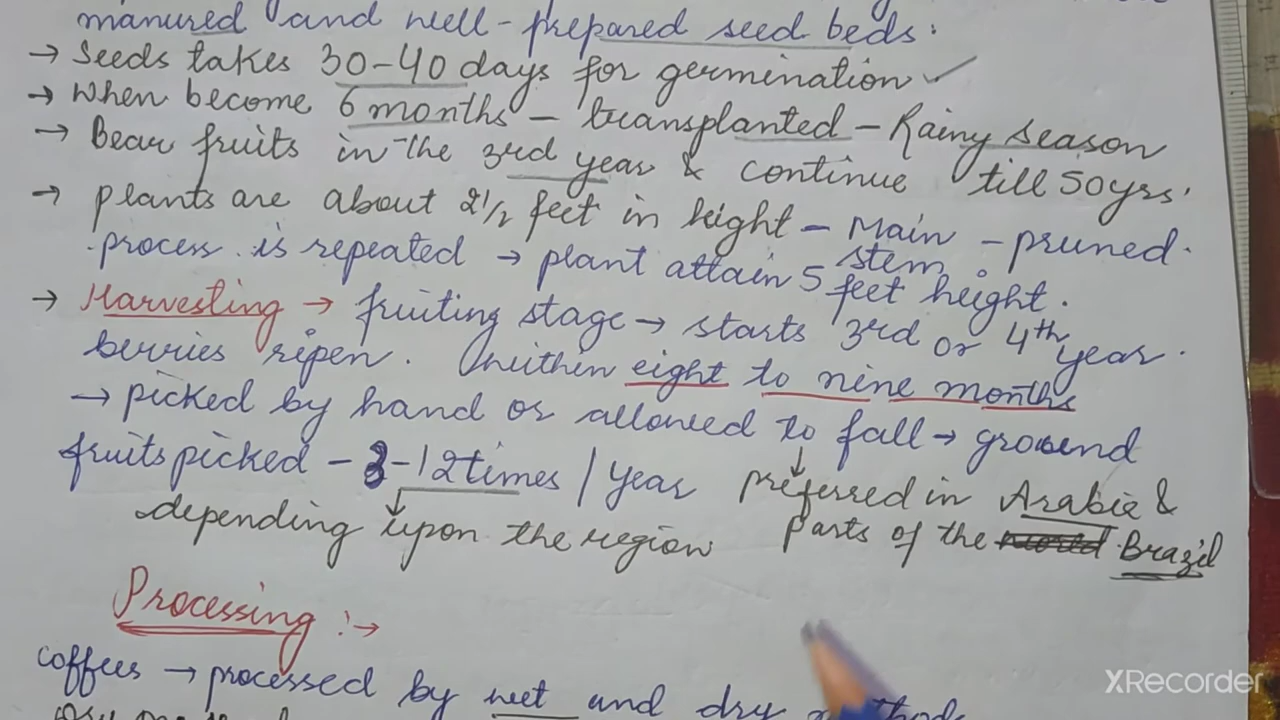 manured and well-prepared seed beds.
→ Seeds takes 30-40 days for germination ✓
→ When become 6 months - transplanted - Rainy season
→ Bear fruits in the 3rd year & continue till 50yrs.
→ plants are about 2½ feet in height - Main stem - pruned.
process is repeated → plant attain 5 feet height.
→ Harvesting → fruiting stage → starts 3rd or 4th year.
berries ripen. Within eight to nine months
→ picked by hand or allowed to fall → ground
↓
fruits picked - 3-12 times / year preferred in Arabia &
depending upon the region parts of the Brazil
Processing :→
coffees → processed by wet and dry
XRecorder